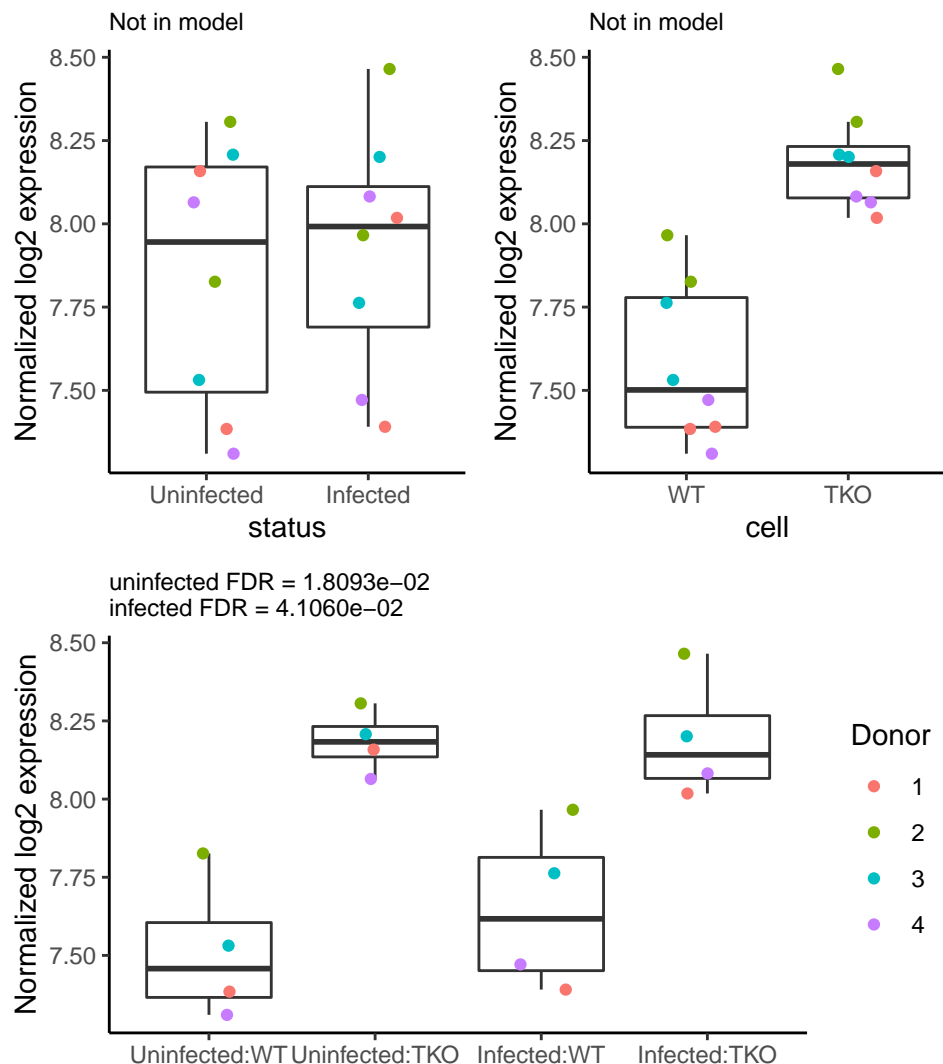 Not in model
Normalized log2 expression
8.50
8.25
8.00
7.75
7.50
Uninfected
Infected
status
Not in model
Normalized log2 expression
8.50
8.25
8.00
7.75
7.50
WT
TKO
cell
uninfected FDR = 1.8093e−02
infected FDR = 4.1060e−02
Normalized log2 expression
8.50
8.25
8.00
7.75
7.50
Uninfected:WT
Uninfected:TKO
Infected:WT
Infected:TKO
Donor
1
2
3
4